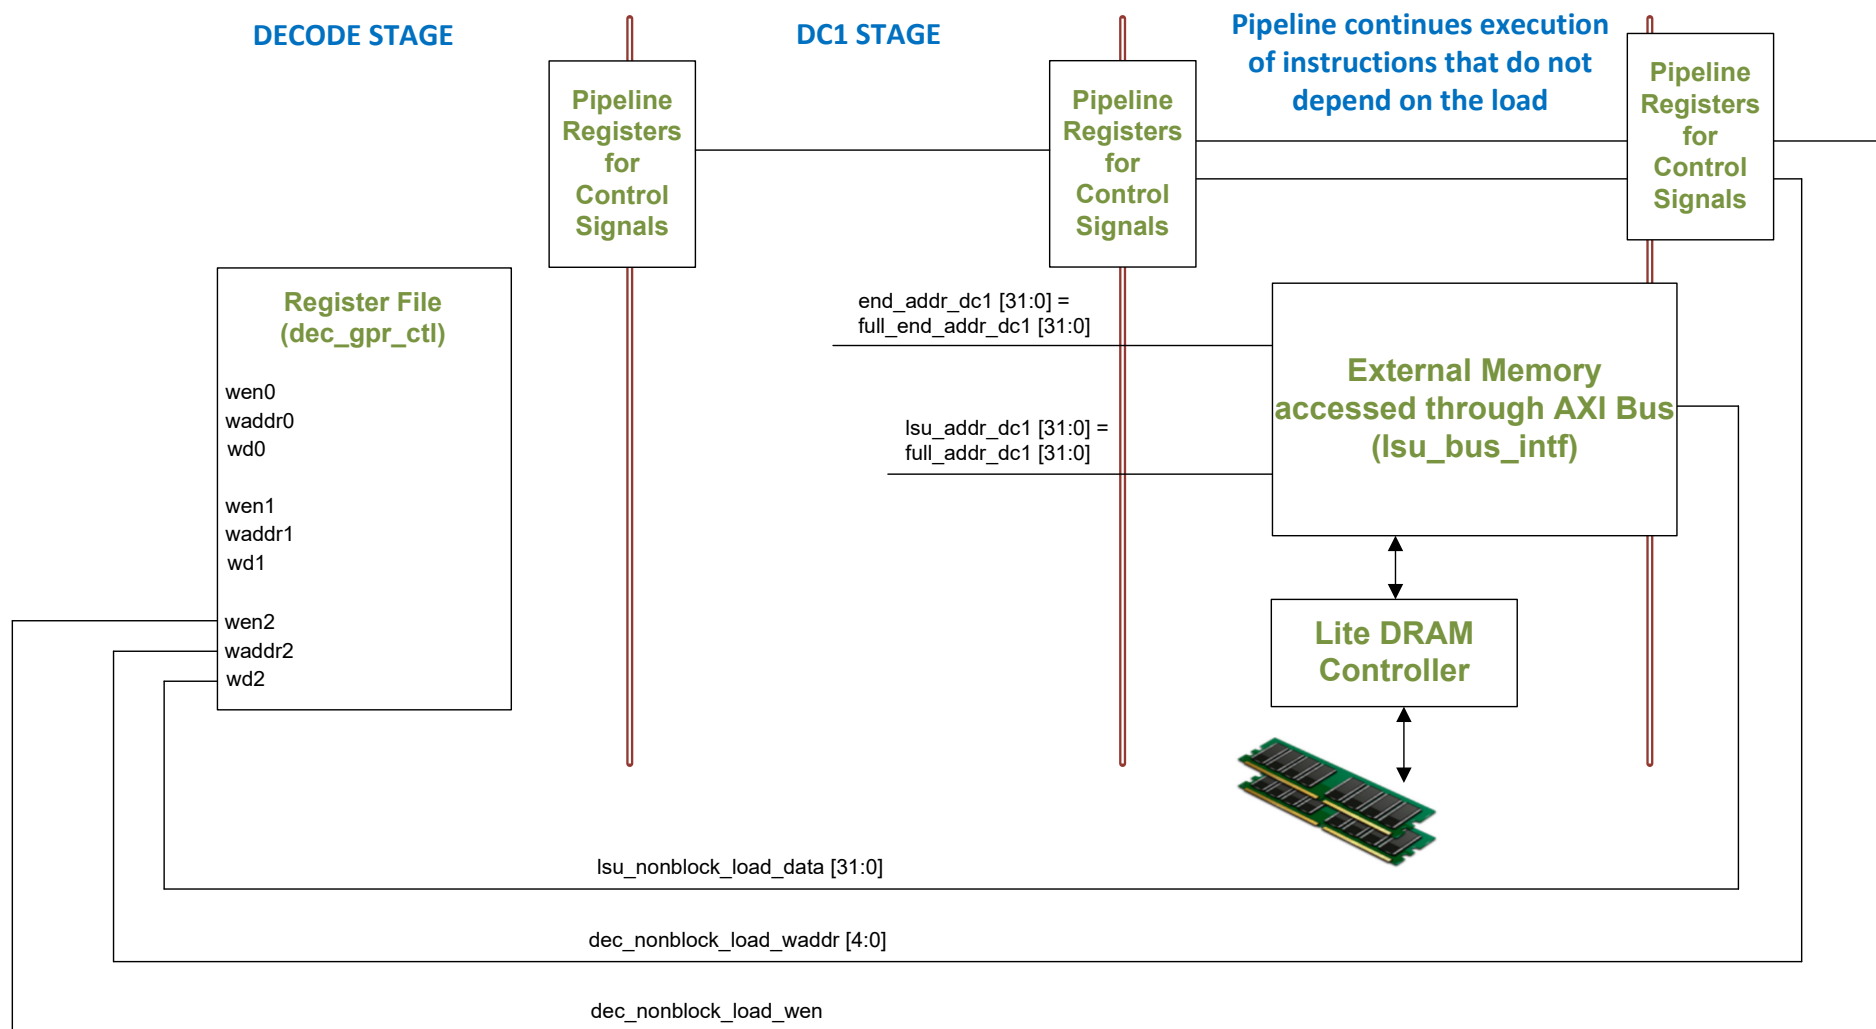 DECODE STAGE
DC1 STAGE
Pipeline continues execution
of instructions that do not
depend on the load
Pipeline
Registers
for
Control
Signals
Pipeline
Registers
for
Control
Signals
Pipeline
Registers
for
Control
Signals
Register File
(dec_gpr_ctl)
wen0
waddr0
wd0
wen1
waddr1
wd1
wen2
waddr2
wd2
end_addr_dc1 [31:0] =
full_end_addr_dc1 [31:0]
lsu_addr_dc1 [31:0] =
full_addr_dc1 [31:0]
External Memory
accessed through AXI Bus
(lsu_bus_intf)
Lite DRAM
Controller
lsu_nonblock_load_data [31:0]
dec_nonblock_load_waddr [4:0]
dec_nonblock_load_wen